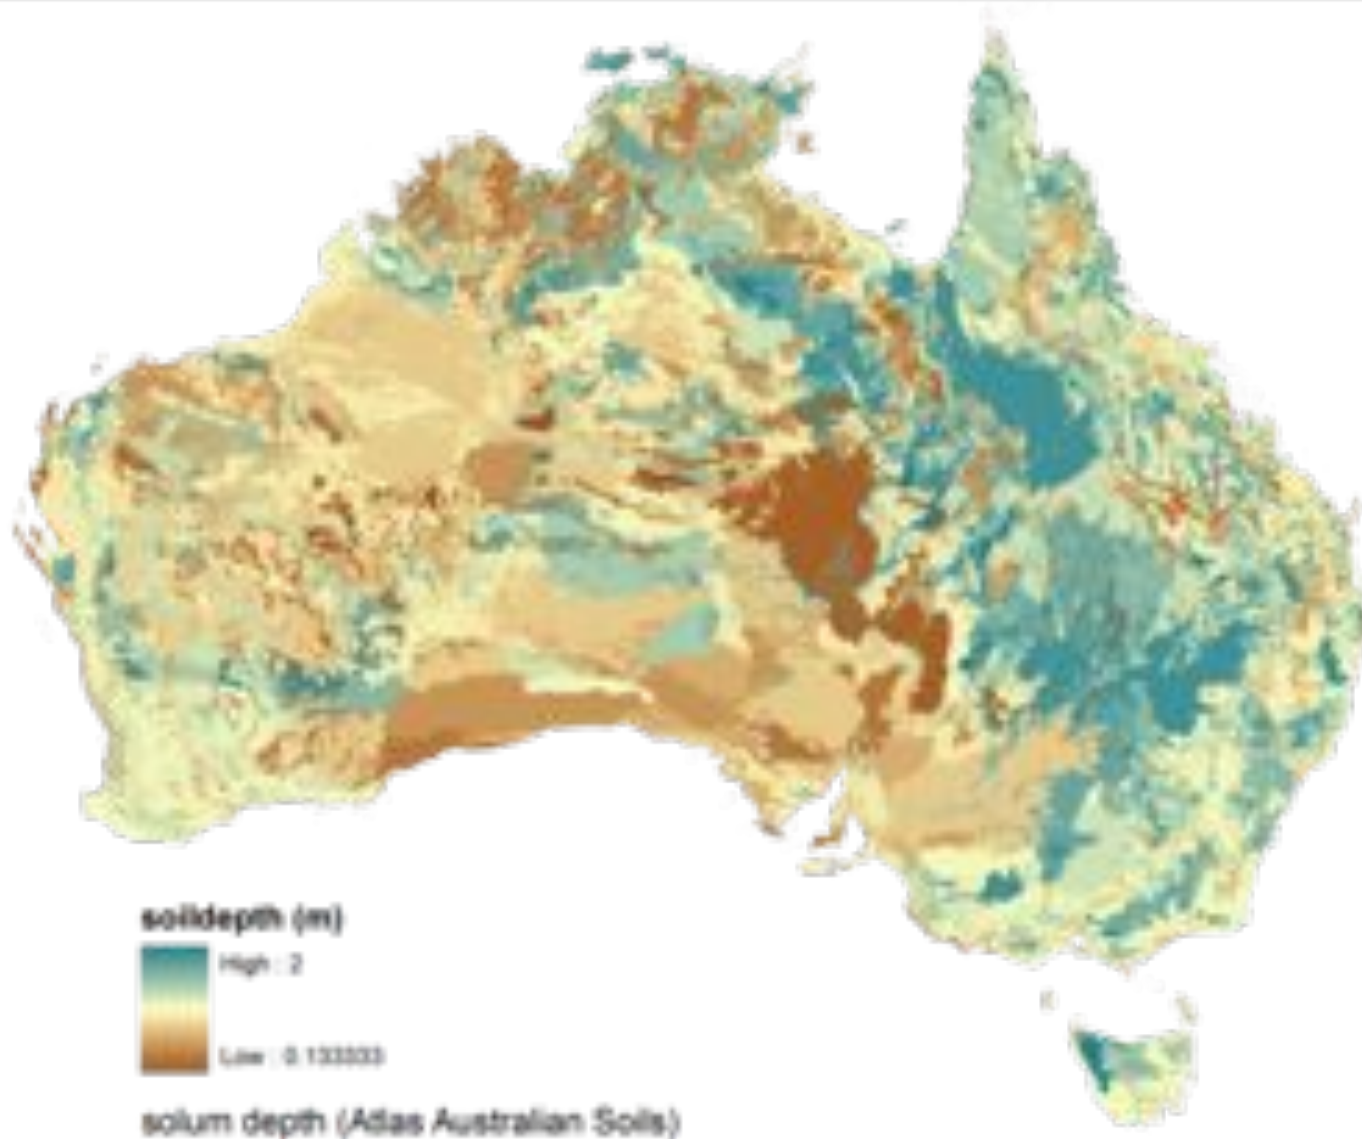 soildepth (m)
High : 2
Low : 0.133333
solum depth (Atlas Australian Soils)